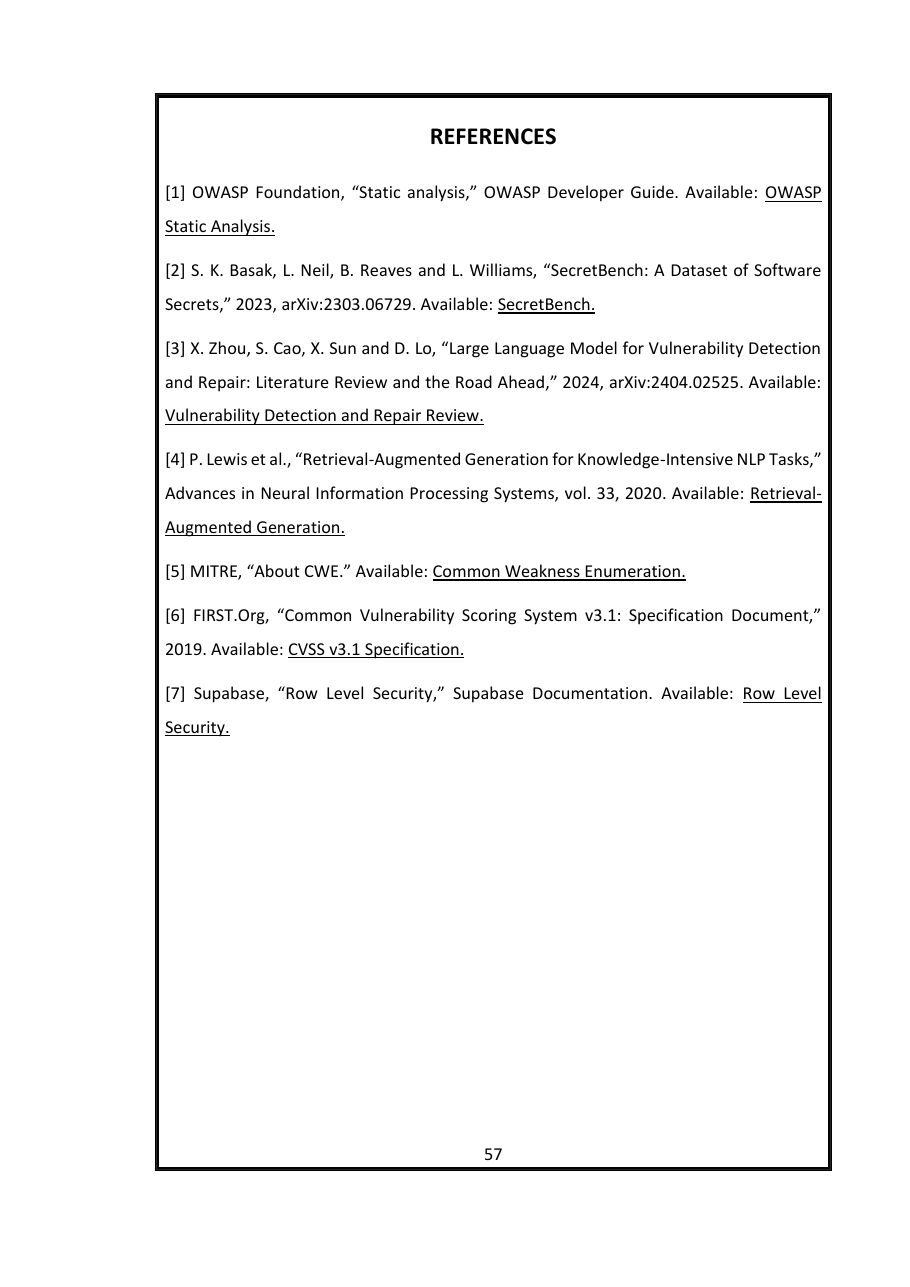 REFERENCES
[1] OWASP Foundation, “Static analysis,” OWASP Developer Guide. Available: OWASP
Static Analysis.
[2] S. K. Basak, L. Neil, B. Reaves and L. Williams, “SecretBench: A Dataset of Software
Secrets,” 2023, arXiv:2303.06729. Available: SecretBench.
[3] X. Zhou, S. Cao, X. Sun and D. Lo, “Large Language Model for Vulnerability Detection
and Repair: Literature Review and the Road Ahead,” 2024, arXiv:2404.02525. Available:
Vulnerability Detection and Repair Review.
[4] P. Lewis et al., “Retrieval-Augmented Generation for Knowledge-Intensive NLP Tasks,”
Advances in Neural Information Processing Systems, vol. 33, 2020. Available: Retrieval-
Augmented Generation.
[5] MITRE, “About CWE.” Available: Common Weakness Enumeration.
[6] FIRST.Org, “Common Vulnerability Scoring System v3.1: Specification Document,”
2019. Available: CVSS v3.1 Specification.
[7] Supabase, “Row Level Security,” Supabase Documentation. Available: Row Level
Security.
57